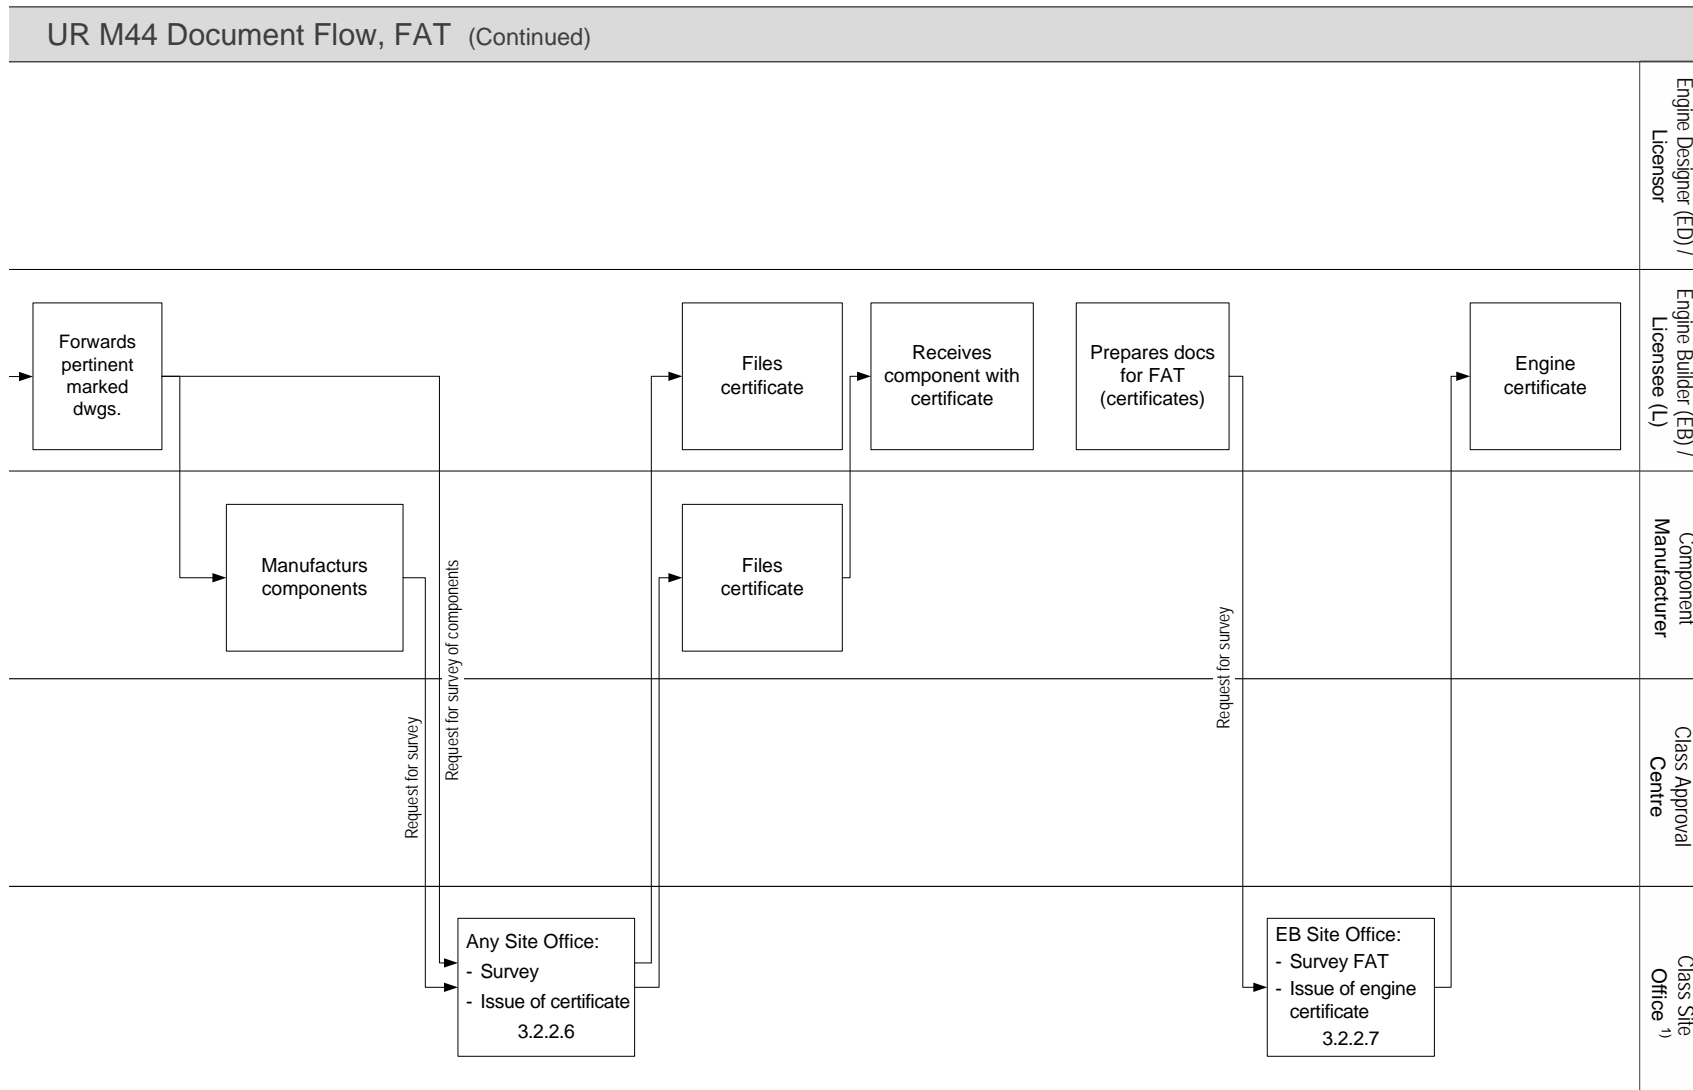 UR M44 Document Flow, FAT (Continued)
Engine Designer (ED) /
Licensor
Forwards
pertinent
marked
dwgs.
Files
certificate
Receives
component with
certificate
Prepares docs
for FAT
(certificates)
Engine
certificate
Engine Builder (EB) /
Licensee (L)
Manufacturs
components
Files
certificate
Component
Manufacturer
Request for survey
Request for survey of components
Request for survey
Class Approval
Centre
Any Site Office:
- Survey
- Issue of certificate
3.2.2.6
EB Site Office:
- Survey FAT
- Issue of engine
certificate
3.2.2.7
Class Site
Office 1)